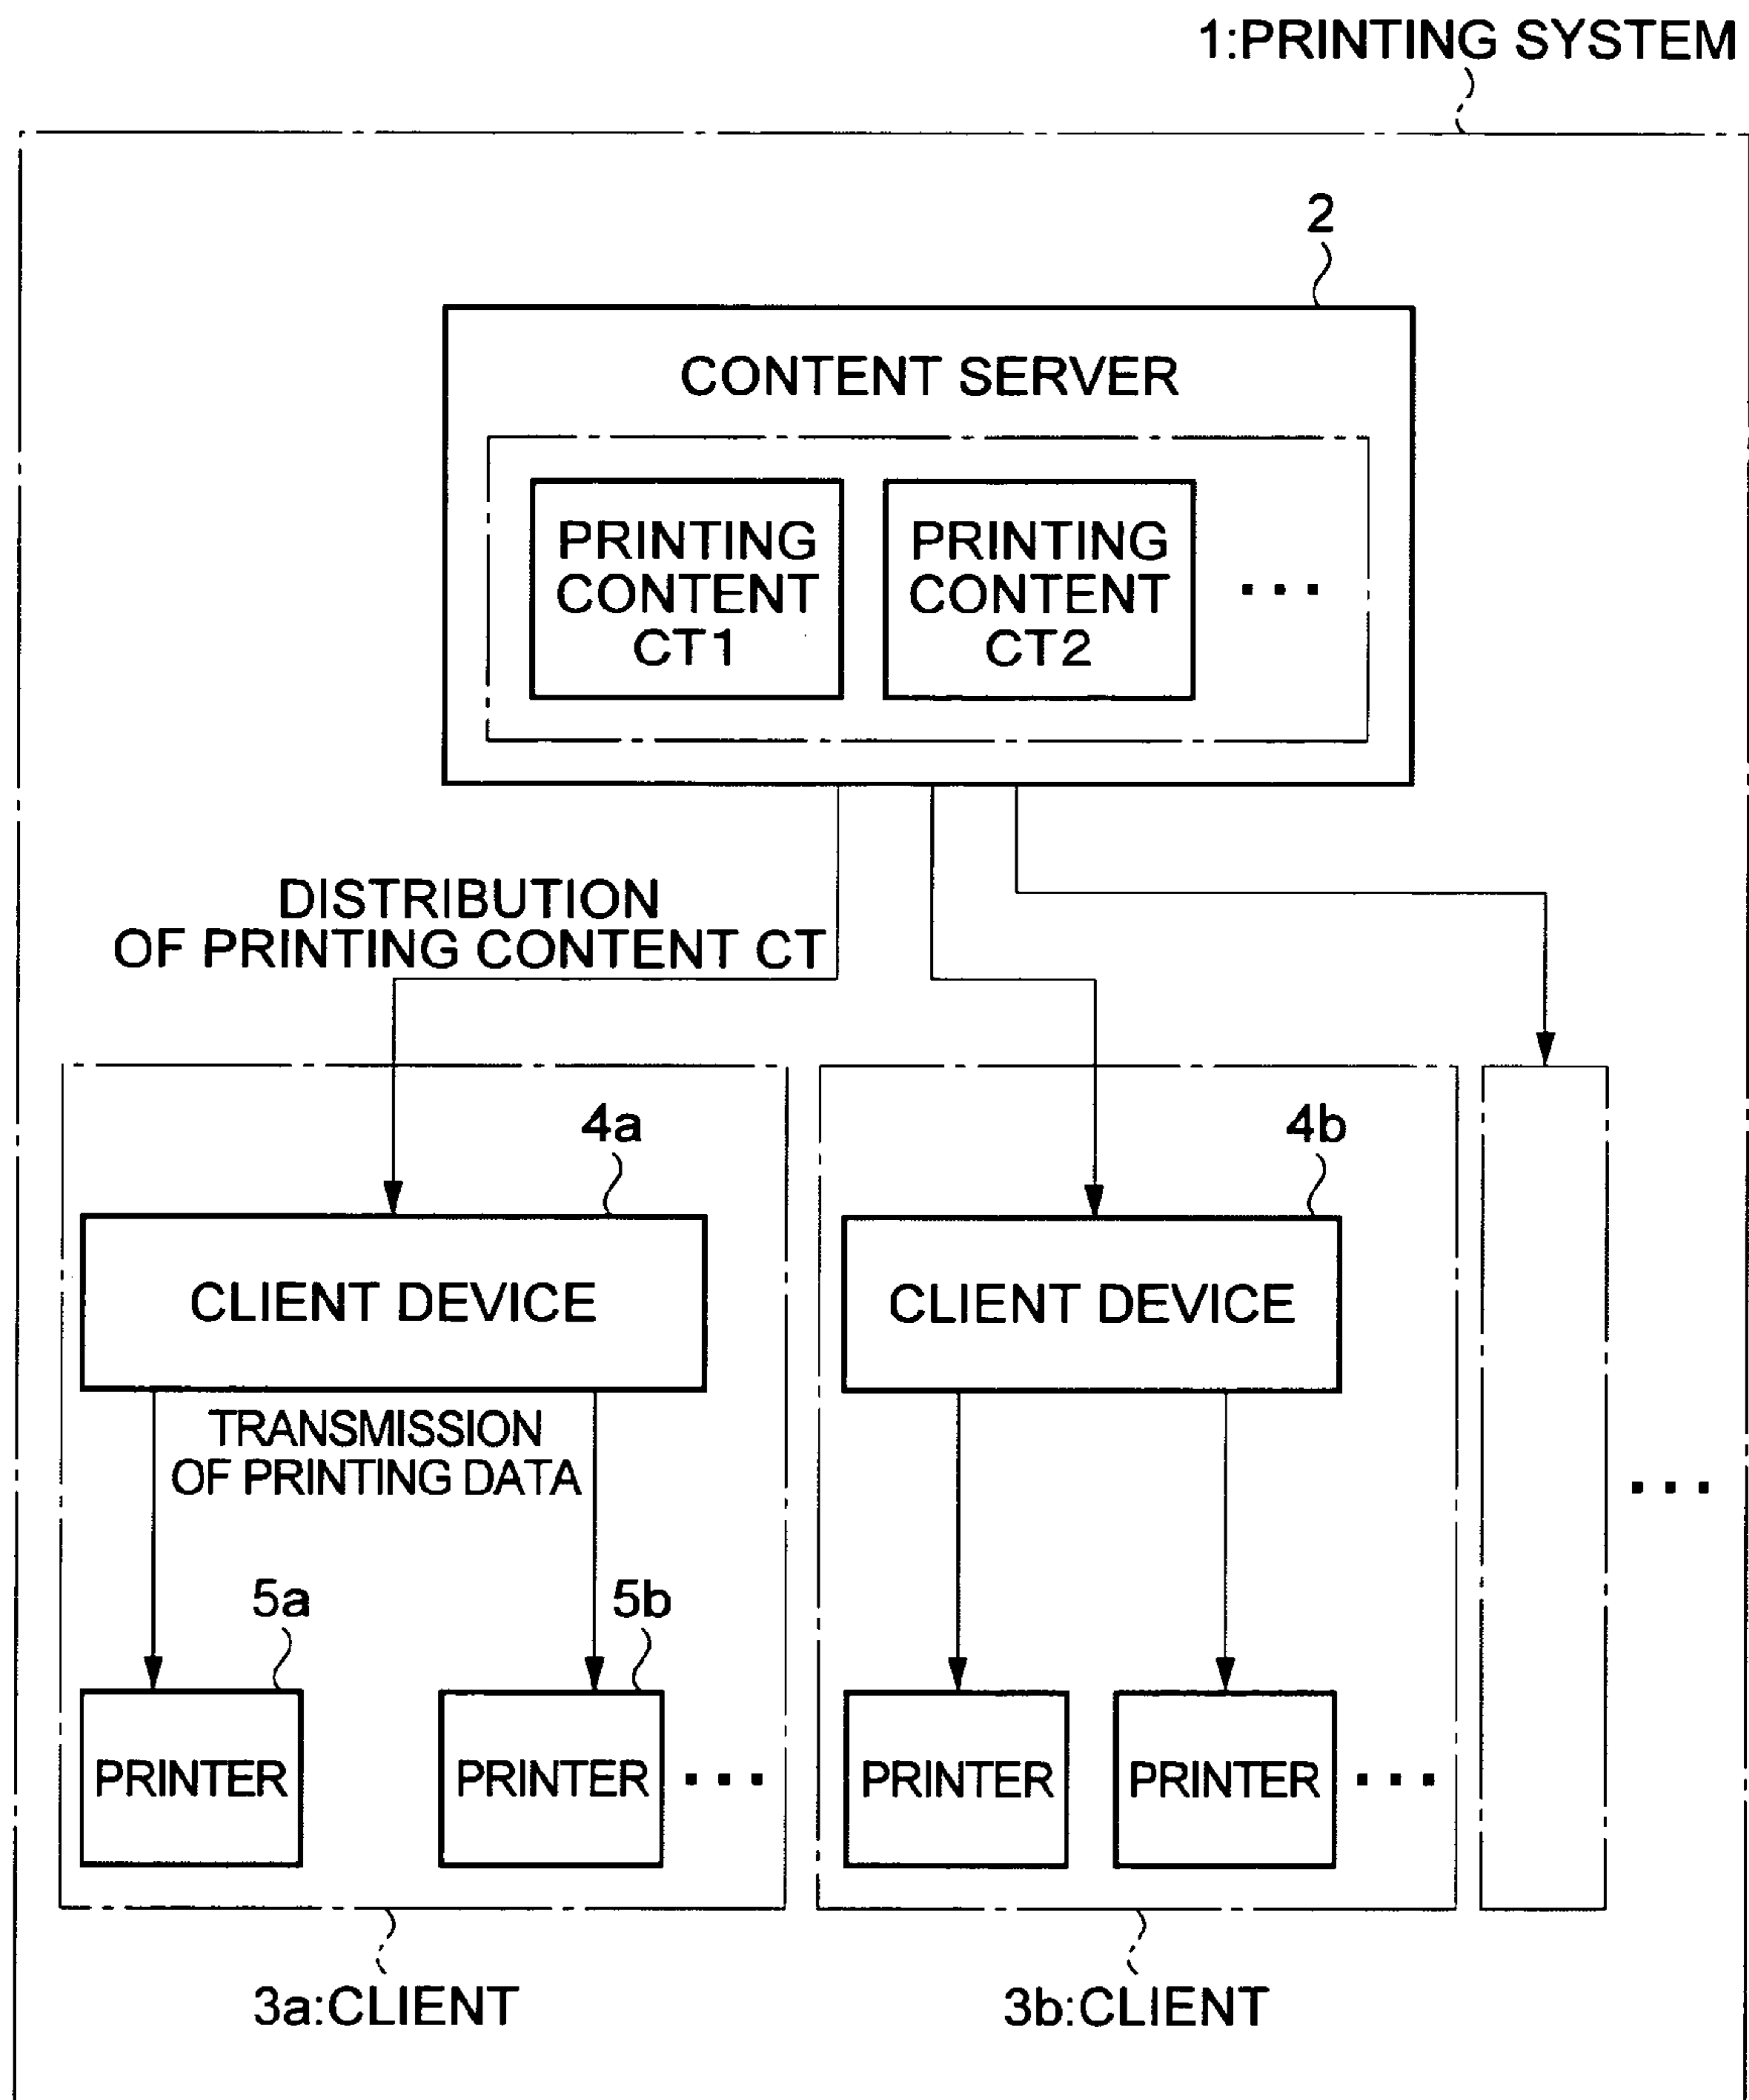 1:PRINTING SYSTEM
2
CONTENT SERVER
PRINTING
CONTENT
CT1
PRINTING
CONTENT
CT2
...
DISTRIBUTION
OF PRINTING CONTENT CT
4a
CLIENT DEVICE
4b
CLIENT DEVICE
TRANSMISSION
OF PRINTING DATA
...
5a
PRINTER
5b
PRINTER
...
PRINTER
PRINTER
...
3a:CLIENT
3b:CLIENT